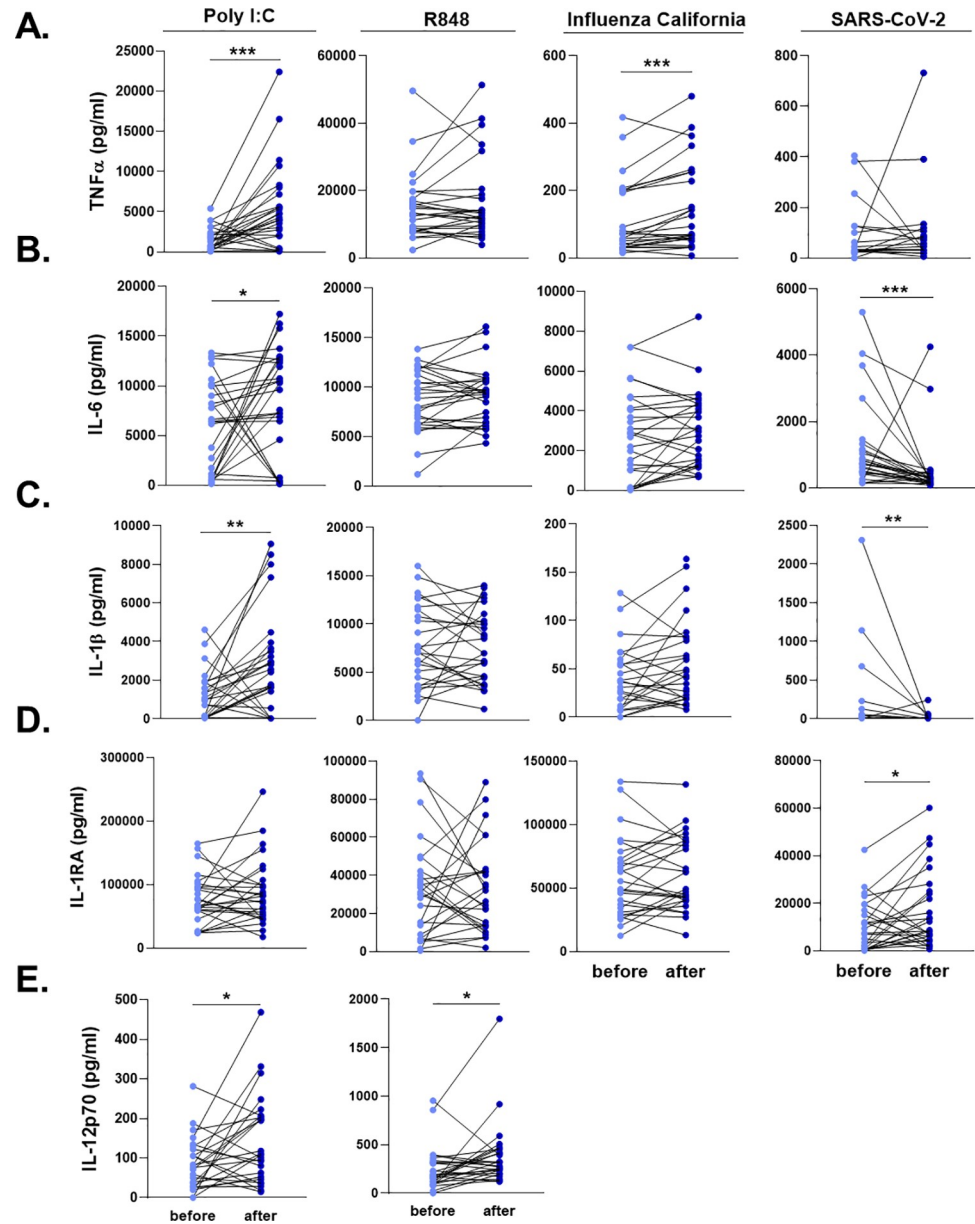 A.
Poly I:C R848 Influenza California SARS-CoV-2
TNFα (pg/ml)
25000 20000 15000 10000 5000 0
***
60000 40000 20000 0
600 400 200 0
***
800 600 400 200 0
B.
IL-6 (pg/ml)
20000 15000 10000 5000 0
*
20000 15000 10000 5000 0
10000 8000 6000 4000 2000 0
6000 4000 2000 0
***
C.
IL-1β (pg/ml)
10000 8000 6000 4000 2000 0
**
20000 15000 10000 5000 0
200 150 100 50 0
2500 2000 1500 1000 500 0
**
D.
IL-1RA (pg/ml)
300000 200000 100000 0
100000 80000 60000 40000 20000 0
150000 100000 50000 0
80000 60000 40000 20000 0
*
before after
before after
E.
IL-12p70 (pg/ml)
500 400 300 200 100 0
*
2000 1500 1000 500 0
*
before after
before after